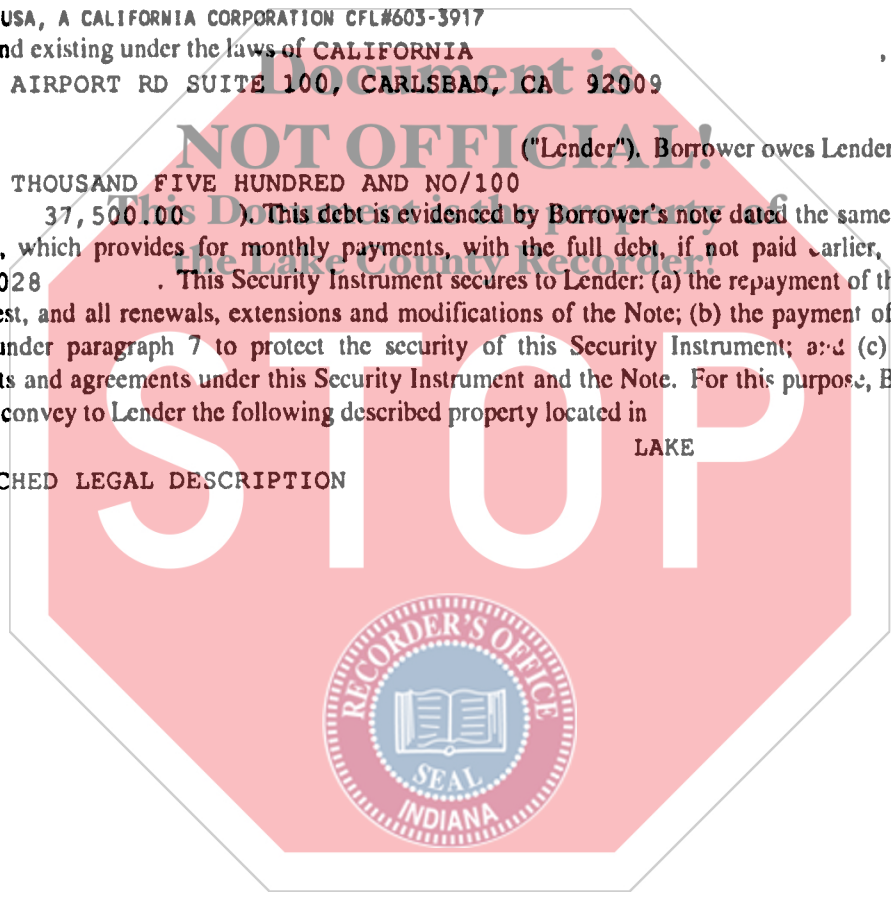 USA, A CALIFORNIA CORPORATION CFL#603-3917
nd existing under the laws of CALIFORNIA ,
AIRPORT RD SUITE 100, CARLSBAD, CA 92009
Document is
NOT OFFICIAL!
("Lender"). Borrower owes Lender
THOUSAND FIVE HUNDRED AND NO/100
This Document is the property of
37,500.00 ). This debt is evidenced by Borrower's note dated the same
, which provides for monthly payments, with the full debt, if not paid earlier,
the Lake County Recorder!
028 . This Security Instrument secures to Lender: (a) the repayment of th
est, and all renewals, extensions and modifications of the Note; (b) the payment of
under paragraph 7 to protect the security of this Security Instrument; and (c)
ts and agreements under this Security Instrument and the Note. For this purpose, B
convey to Lender the following described property located in
LAKE
CHED LEGAL DESCRIPTION
STOP
RECORDER'S OFFICE
SEAL
INDIANA